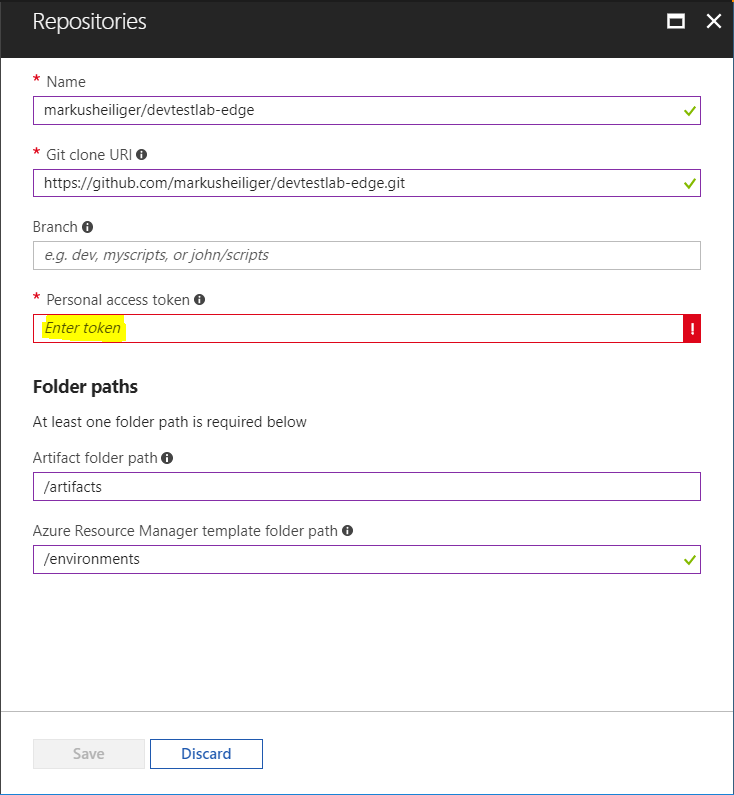 Repositories
* Name
markusheiliger/devtestlab-edge
* Git clone URI
https://github.com/markusheiliger/devtestlab-edge.git
Branch
e.g. dev, myscripts, or john/scripts
* Personal access token
Enter token
Folder paths
At least one folder path is required below
Artifact folder path
/artifacts
Azure Resource Manager template folder path
/environments
Save Discard